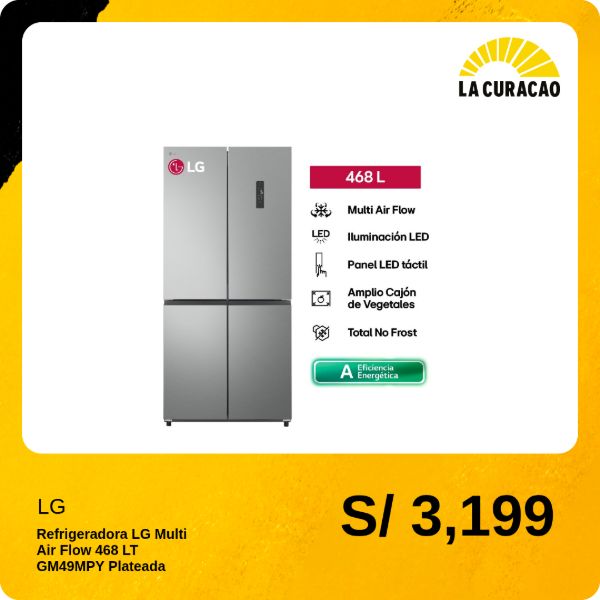 LA CURACAO
LG
468 L
Multi Air Flow
LED
Iluminación LED
Panel LED táctil
Amplio Cajón
de Vegetales
Total No Frost
A Eficiencia
Energética
LG
Refrigeradora LG Multi
Air Flow 468 LT
GM49MPY Plateada
S/ 3,199